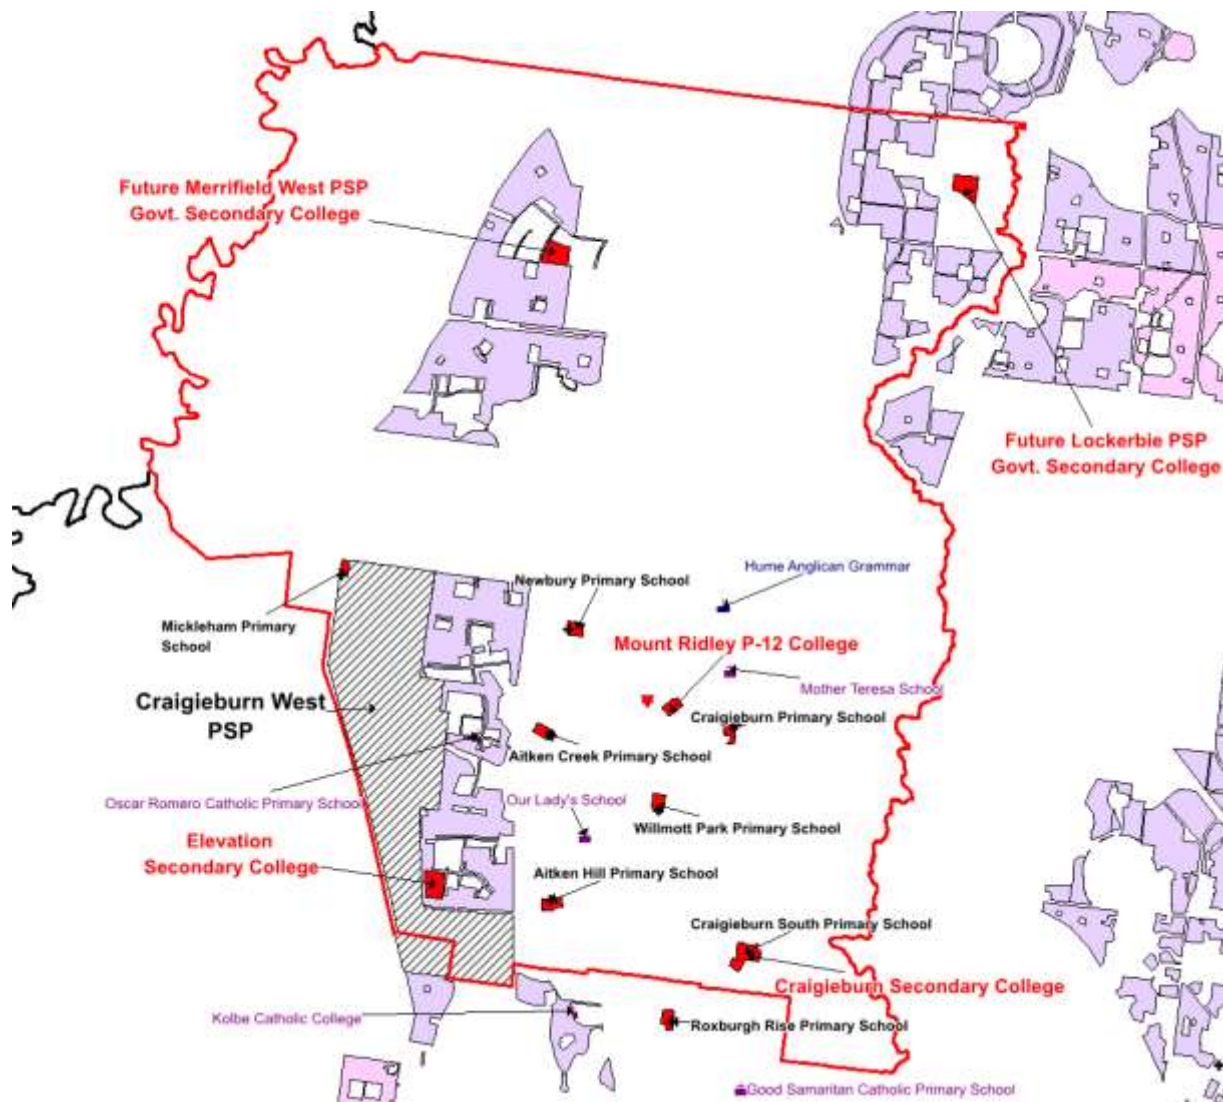 Future Merrifield West PSP
Govt. Secondary College
Future Lockerbie PSP
Govt. Secondary College
Hume Anglican Grammar
Newbury Primary School
Mickleham Primary
School
Mount Ridley P-12 College
Mother Teresa School
Craigieburn West
PSP
Craigieburn Primary School
Aitken Creek Primary School
Oscar Romero Catholic Primary School
Our Lady's School
Willmott Park Primary School
Elevation
Secondary College
Aitken Hill Primary School
Craigieburn South Primary School
Craigieburn Secondary College
Kolbe Catholic College
Roxburgh Rise Primary School
Good Samaritan Catholic Primary School